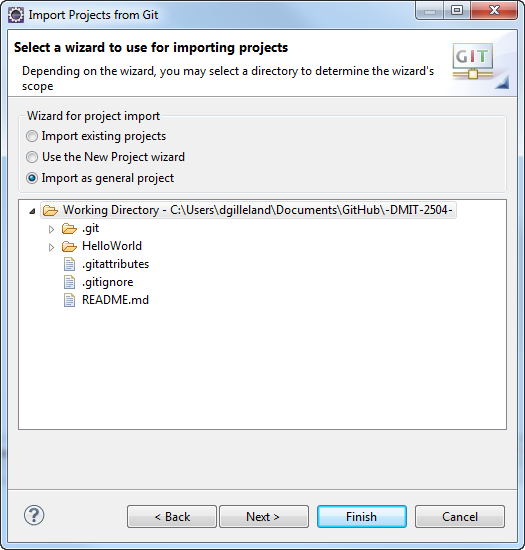 Import Projects from Git
Select a wizard to use for importing projects
Depending on the wizard, you may select a directory to determine the wizard's
scope
GIT
Wizard for project import
Import existing projects
Use the New Project wizard
Import as general project
Working Directory - C:\Users\dgilleland\Documents\GitHub\-DMIT-2504-
.git
HelloWorld
.gitattributes
.gitignore
README.md
?
< Back
Next >
Finish
Cancel